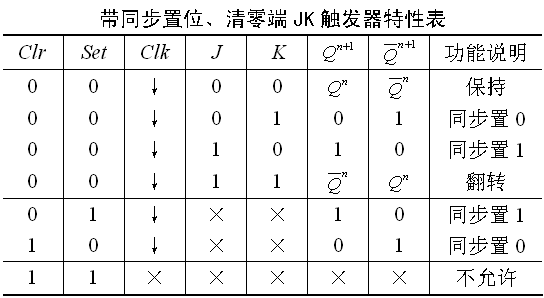 带同步置位、清零端 JK 触发器特性表
Clr Set Clk J K Qⁿ⁺¹ Q̅ⁿ⁺¹ 功能说明
0 0 ↓ 0 0 Qⁿ Q̅ⁿ 保持
0 0 ↓ 0 1 0 1 同步置 0
0 0 ↓ 1 0 1 0 同步置 1
0 0 ↓ 1 1 Q̅ⁿ Qⁿ 翻转
0 1 ↓ × × 1 0 同步置 1
1 0 ↓ × × 0 1 同步置 0
1 1 × × × × × 不允许